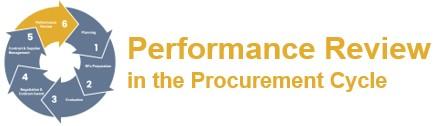 6
Performance
Review
Planning
1
RFx Preparation
2
Evaluation
3
Negotiation &
Contract Award
4
Contract & Supplier
Management
5
Performance Review
in the Procurement Cycle